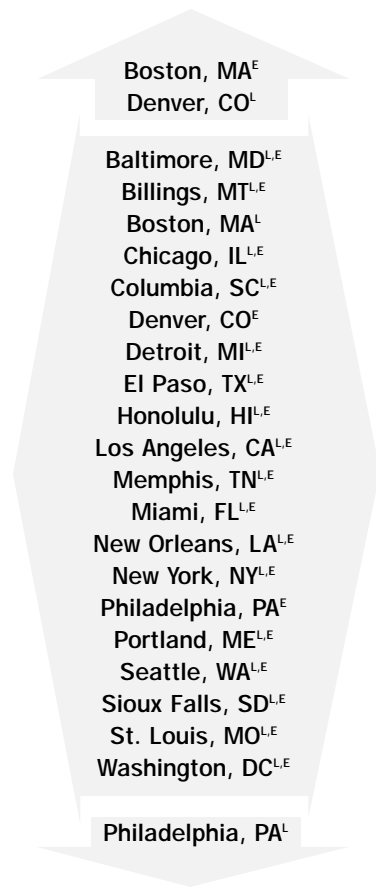 Boston, MAᴱ
Denver, COᴸ
Baltimore, MDᴸ,ᴱ
Billings, MTᴸ,ᴱ
Boston, MAᴸ
Chicago, ILᴸ,ᴱ
Columbia, SCᴸ,ᴱ
Denver, COᴱ
Detroit, MIᴸ,ᴱ
El Paso, TXᴸ,ᴱ
Honolulu, HIᴸ,ᴱ
Los Angeles, CAᴸ,ᴱ
Memphis, TNᴸ,ᴱ
Miami, FLᴸ,ᴱ
New Orleans, LAᴸ,ᴱ
New York, NYᴸ,ᴱ
Philadelphia, PAᴱ
Portland, MEᴸ,ᴱ
Seattle, WAᴸ,ᴱ
Sioux Falls, SDᴸ,ᴱ
St. Louis, MOᴸ,ᴱ
Washington, DCᴸ,ᴱ
Philadelphia, PAᴸ